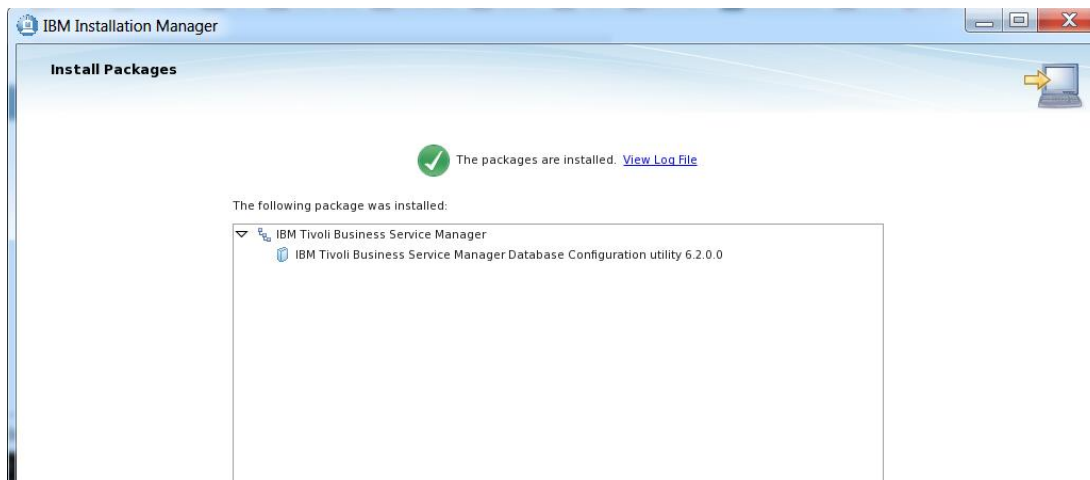 IBM Installation Manager
Install Packages
The packages are installed. View Log File
The following package was installed:
IBM Tivoli Business Service Manager
IBM Tivoli Business Service Manager Database Configuration utility 6.2.0.0